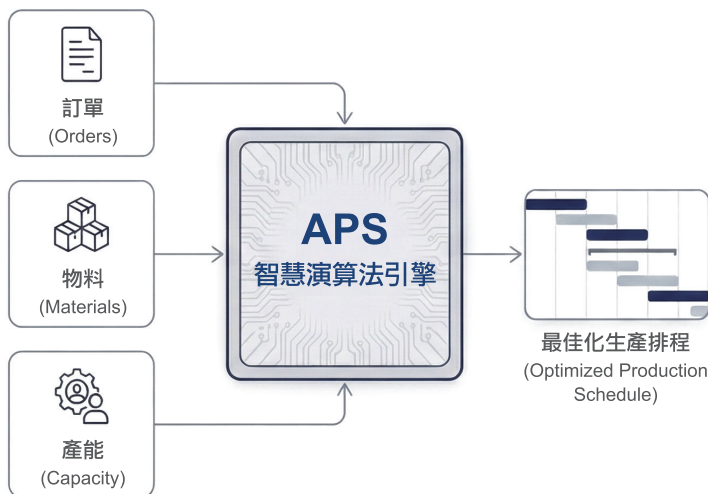 訂單
(Orders)
物料
(Materials)
產能
(Capacity)
APS
智慧演算法引擎
最佳化生產排程
(Optimized Production
Schedule)